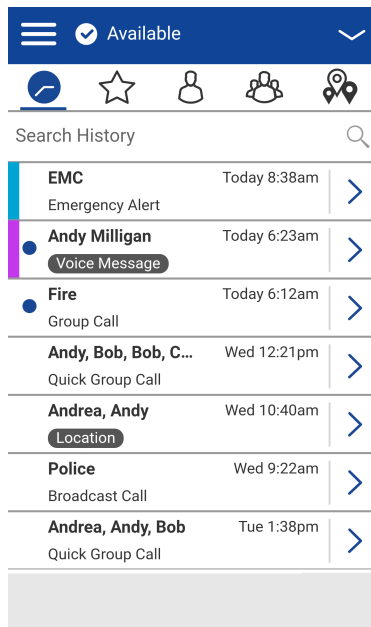 Available
Search History
EMC Today 8:38am
Emergency Alert
Andy Milligan Today 6:23am
Voice Message
Fire Today 6:12am
Group Call
Andy, Bob, Bob, C... Wed 12:21pm
Quick Group Call
Andrea, Andy Wed 10:40am
Location
Police Wed 9:22am
Broadcast Call
Andrea, Andy, Bob Tue 1:38pm
Quick Group Call